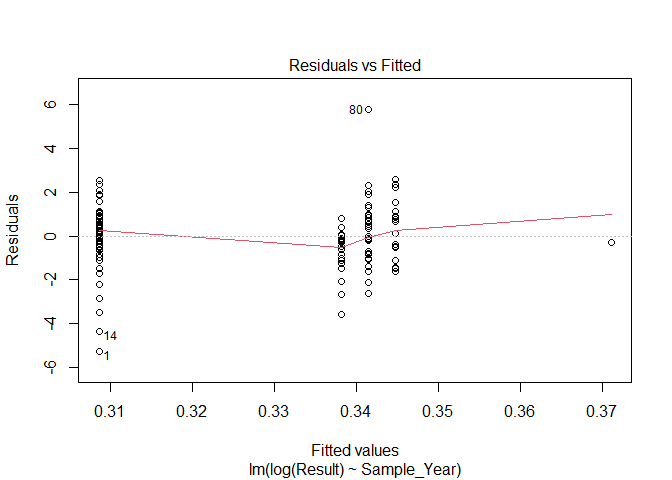 Residuals vs Fitted
Residuals
6
4
2
0
-2
-4
-6
80
14
1
0.31 0.32 0.33 0.34 0.35 0.36 0.37
Fitted values
lm(log(Result) ~ Sample_Year)